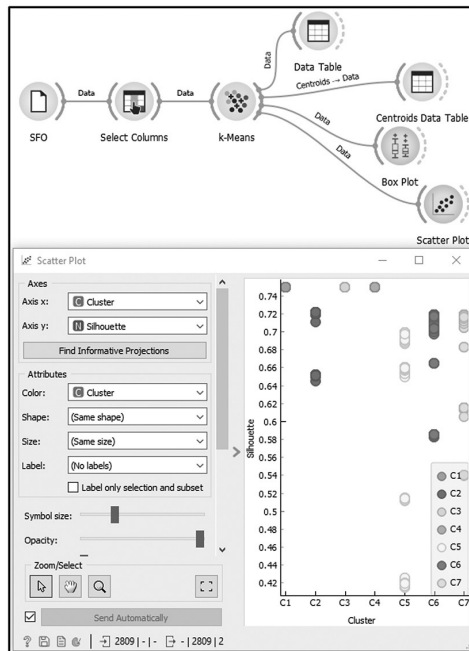 Data
Data Table
Data
Data
Centroids → Data
SFO
Select Columns
k-Means
Centroids Data Table
Data
Box Plot
Data
Scatter Plot
Scatter Plot
Axes
Axis x:
C Cluster
Axis y:
N Silhouette
Find Informative Projections
Attributes
Color:
C Cluster
Shape:
(Same shape)
Size:
(Same size)
Label:
(No labels)
Label only selection and subset
Symbol size:
Opacity:
Zoom/Select
Send Automatically
? 2809 | - | - - | 2809 | 2
Silhouette
0.74
0.72
0.7
0.68
0.66
0.64
0.62
0.6
0.58
0.56
0.54
0.52
0.5
0.48
0.46
0.44
0.42
C1
C2
C3
C4
C5
C6
C7
C1 C2 C3 C4 C5 C6 C7
Cluster